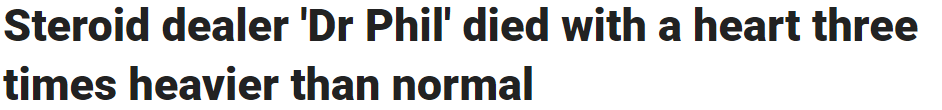 Steroid dealer 'Dr Phil' died with a heart three
times heavier than normal